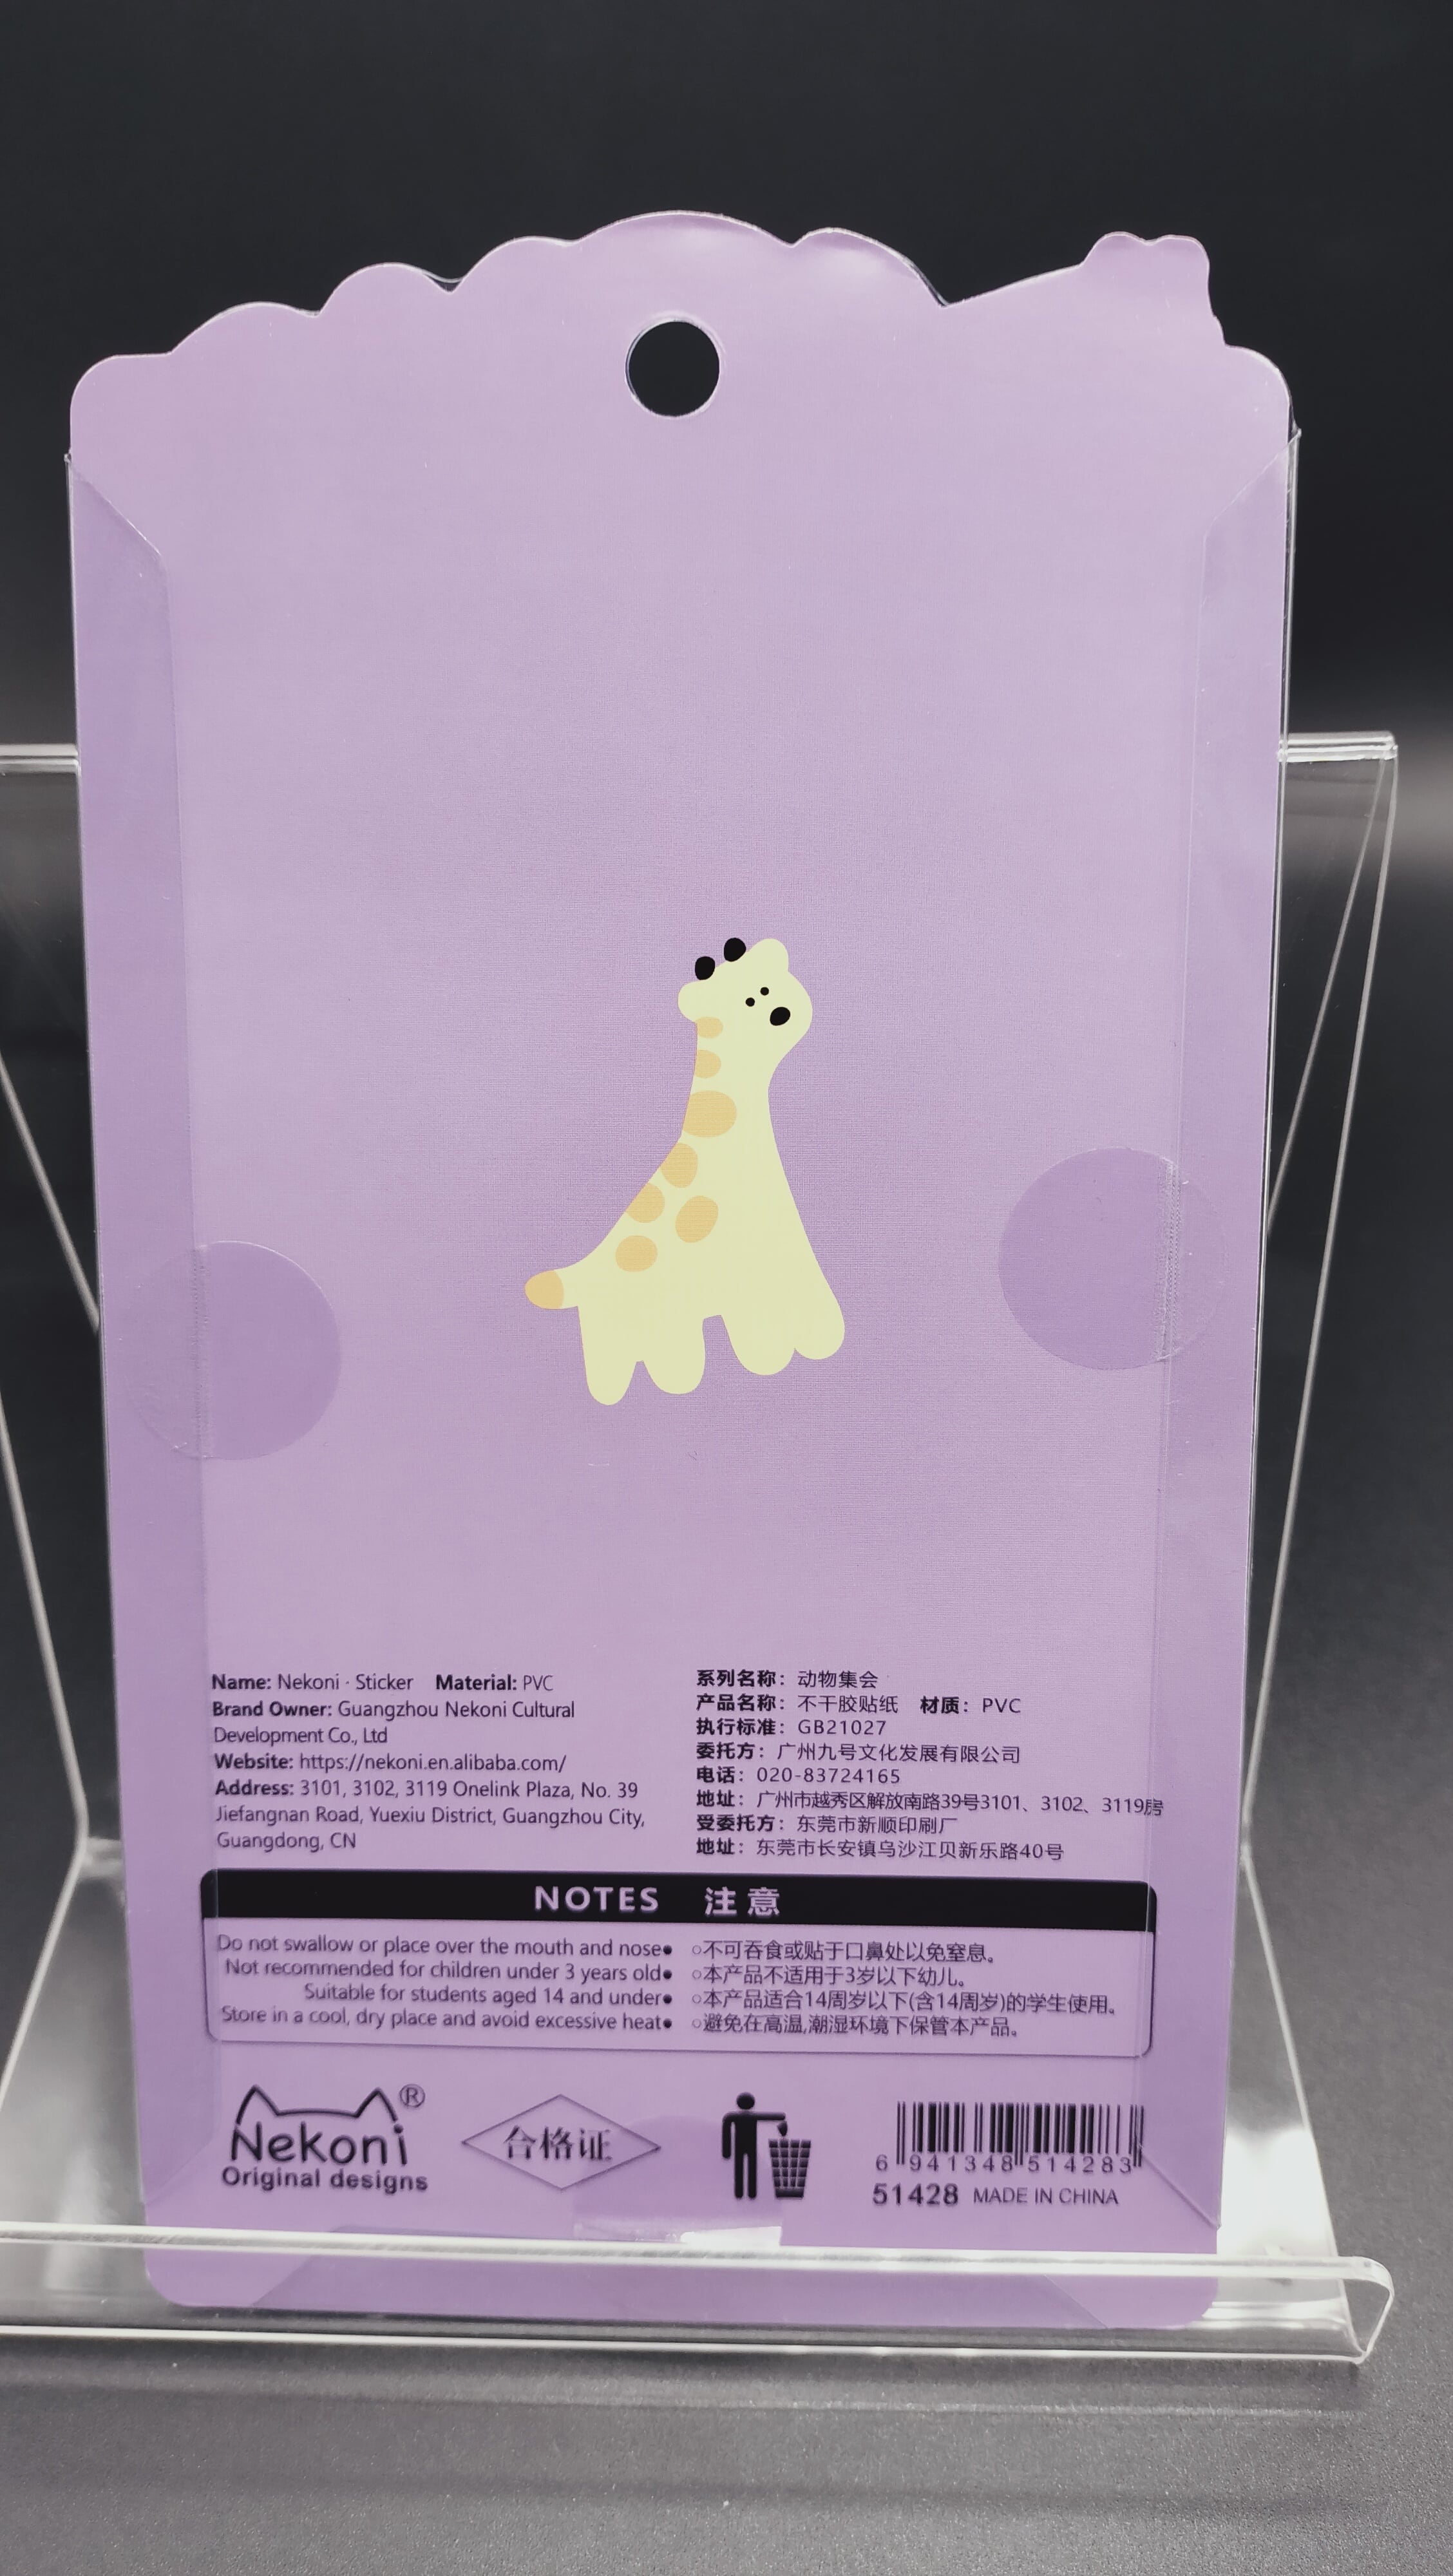 Name: Nekoni · Sticker Material: PVC
Brand Owner: Guangzhou Nekoni Cultural
Development Co., Ltd
Website: https://nekoni.en.alibaba.com/
Address: 3101, 3102, 3119 Onelink Plaza, No. 39
Jiefangnan Road, Yuexiu District, Guangzhou City,
Guangdong, CN
系列名称：动物集会
产品名称：不干胶贴纸 材质：PVC
执行标准：GB21027
委托方：广州九号文化发展有限公司
电话：020-83724165
地址：广州市越秀区解放南路39号3101、3102、3119房
受委托方：东莞市新顺印刷厂
地址：东莞市长安镇乌沙江贝新乐路40号
NOTES 注意
Do not swallow or place over the mouth and nose●
Not recommended for children under 3 years old●
Suitable for students aged 14 and under●
Store in a cool, dry place and avoid excessive heat●
○不可吞食或贴于口鼻处以免窒息。
○本产品不适用于3岁以下幼儿。
○本产品适合14周岁以下(含14周岁)的学生使用。
○避免在高温,潮湿环境下保管本产品。
Nekoni®
Original designs
合格证
6 941348 514283
51428 MADE IN CHINA